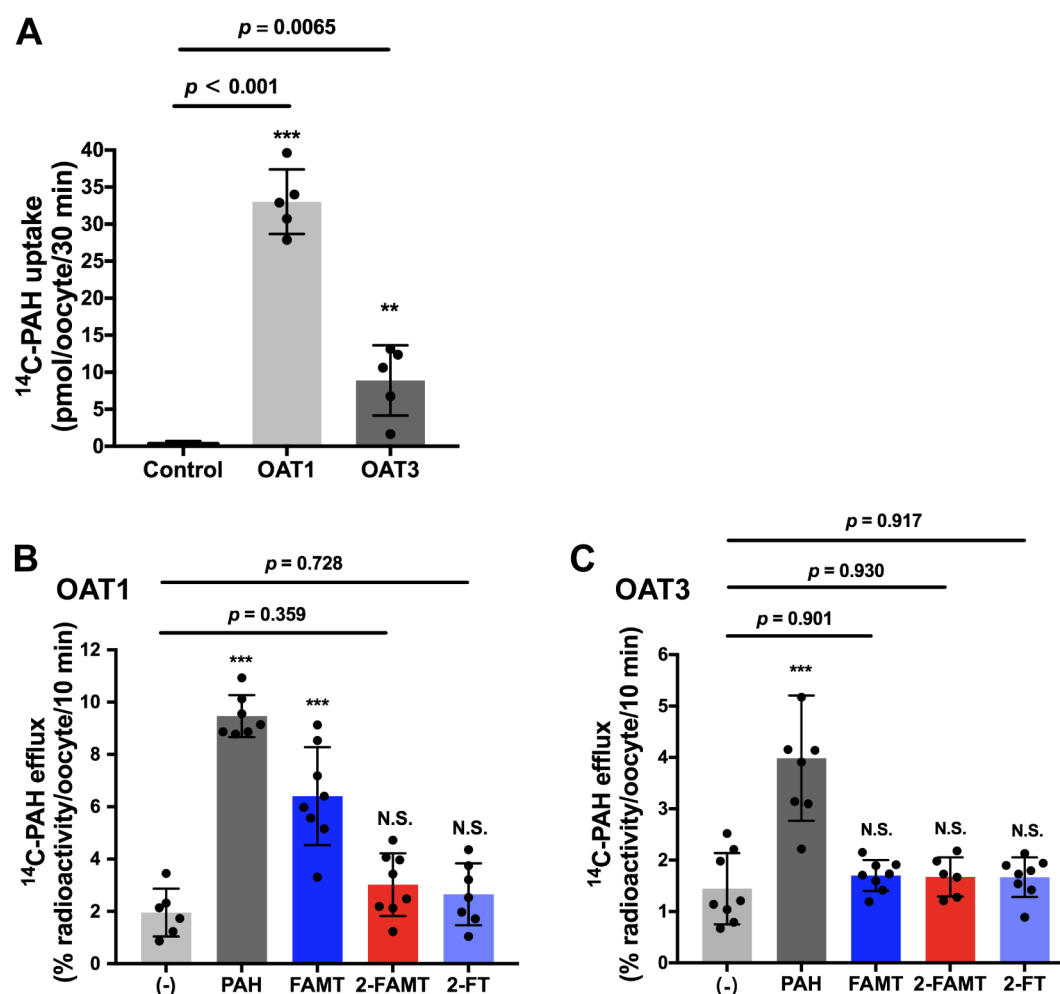 A
p = 0.0065
p < 0.001
***
**
14C-PAH uptake
(pmol/oocyte/30 min)
40
35
30
25
20
15
10
5
0
Control OAT1 OAT3
B
OAT1
p = 0.728
p = 0.359
14C-PAH efflux
(% radioactivity/oocyte/10 min)
12
10
8
6
4
2
0
***
***
N.S.
N.S.
(-) PAH FAMT 2-FAMT 2-FT
C
OAT3
p = 0.917
p = 0.930
p = 0.901
14C-PAH efflux
(% radioactivity/oocyte/10 min)
6
5
4
3
2
1
0
***
N.S.
N.S.
N.S.
(-) PAH FAMT 2-FAMT 2-FT